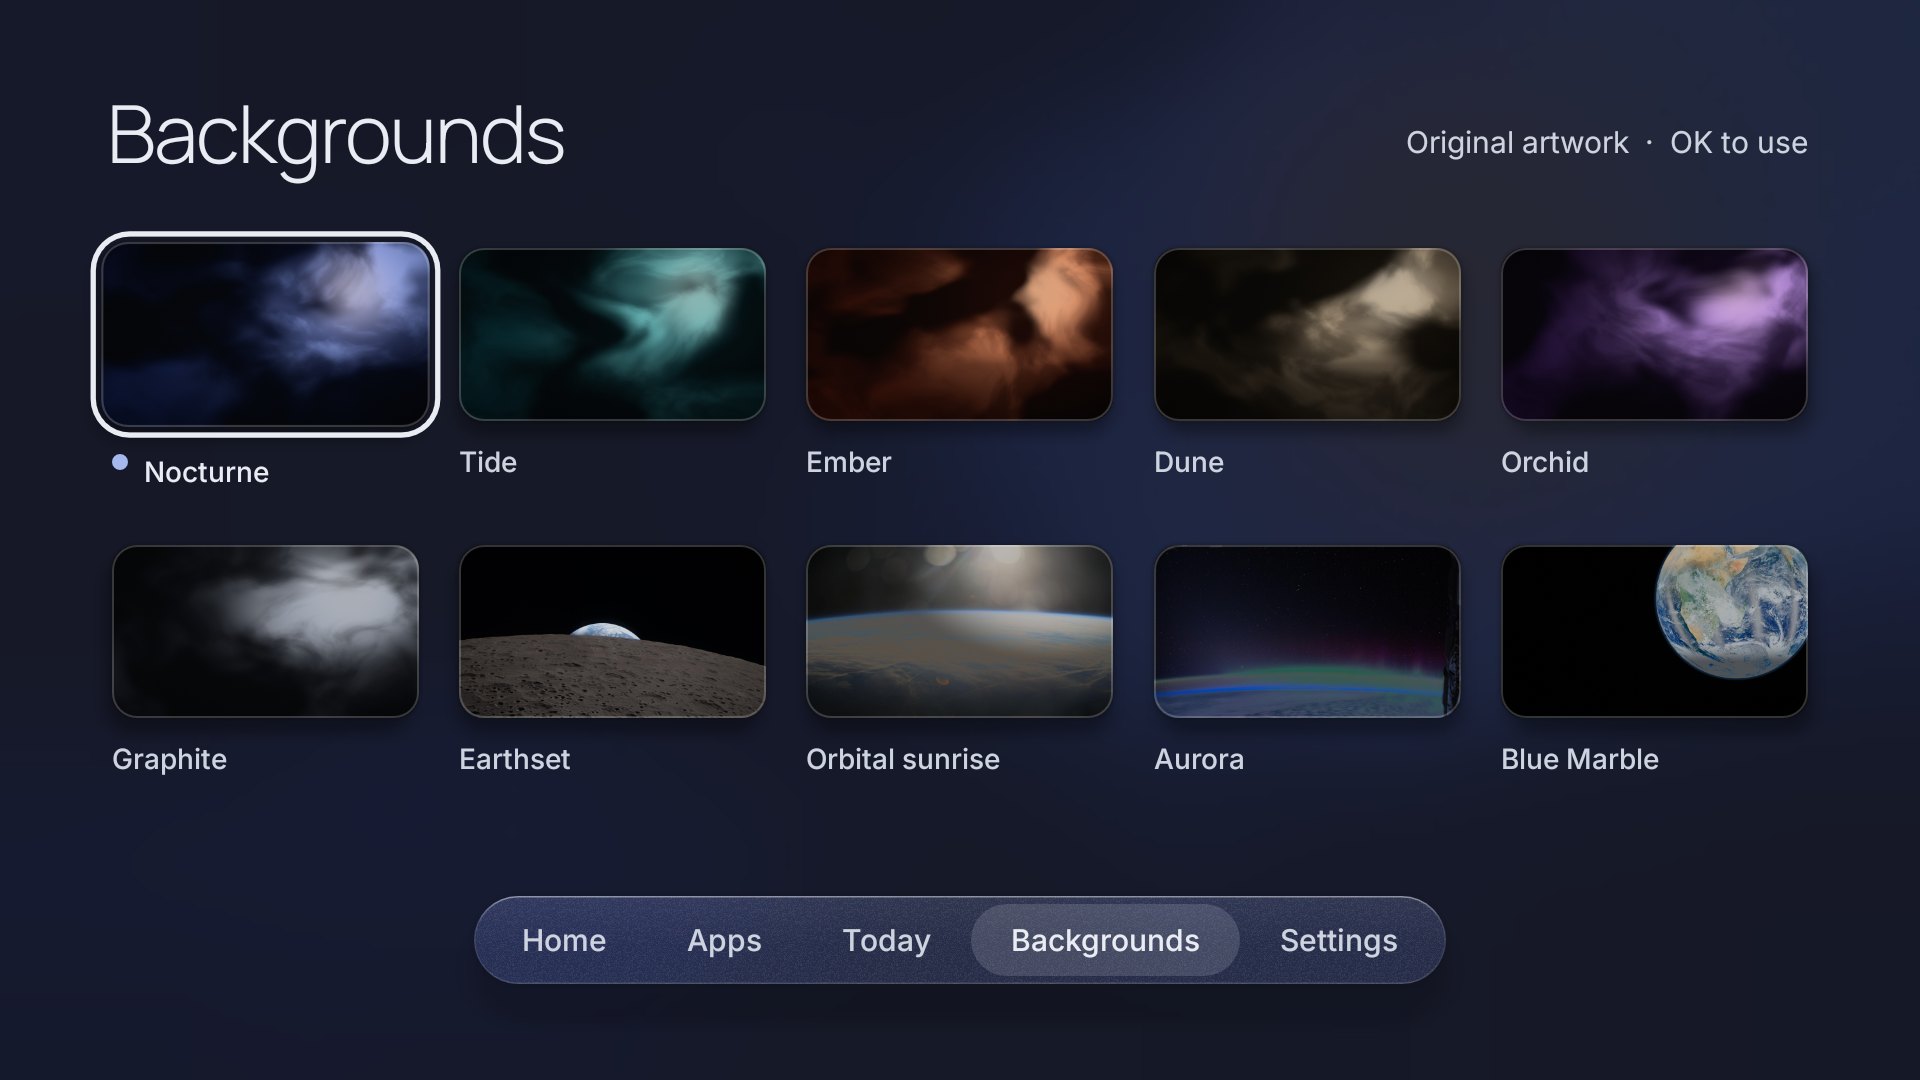 Backgrounds
Original artwork · OK to use
Nocturne
Tide
Ember
Dune
Orchid
Graphite
Earthset
Orbital sunrise
Aurora
Blue Marble
Home
Apps
Today
Backgrounds
Settings